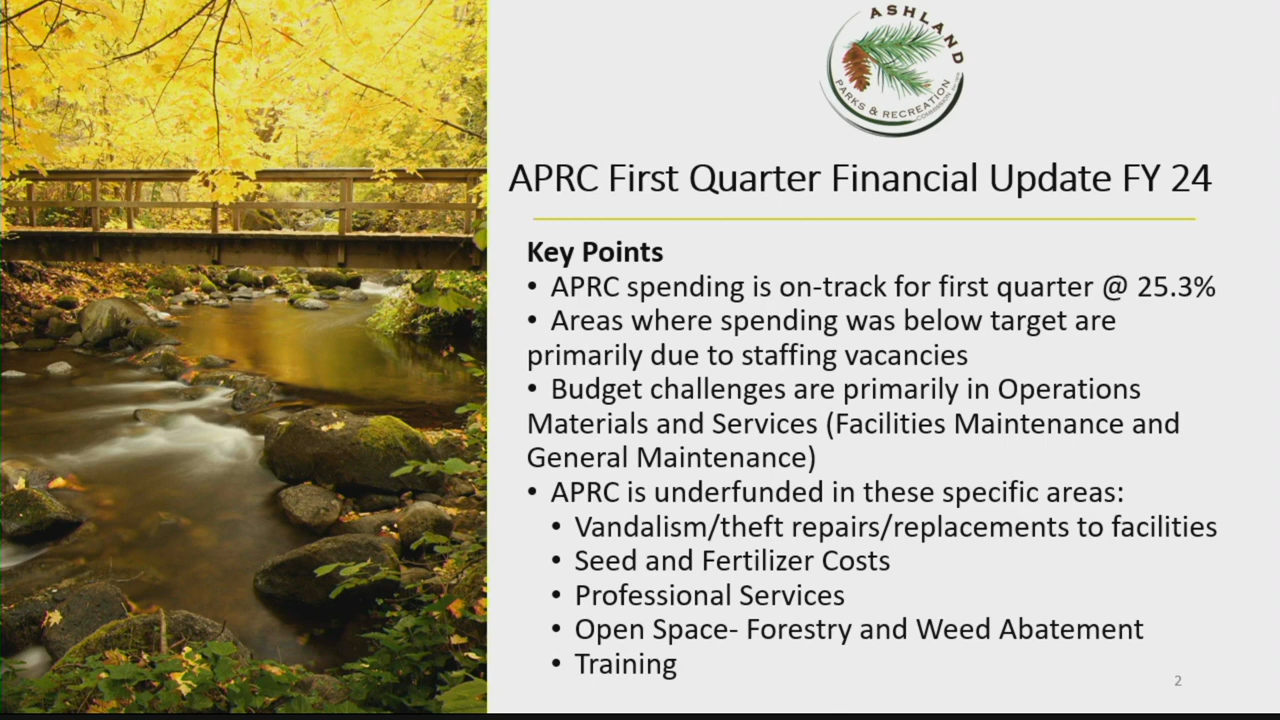 ASHLAND
PARKS & RECREATION
COMMISSION
APRC First Quarter Financial Update FY 24
Key Points
• APRC spending is on-track for first quarter @ 25.3%
• Areas where spending was below target are
primarily due to staffing vacancies
• Budget challenges are primarily in Operations
Materials and Services (Facilities Maintenance and
General Maintenance)
• APRC is underfunded in these specific areas:
• Vandalism/theft repairs/replacements to facilities
• Seed and Fertilizer Costs
• Professional Services
• Open Space- Forestry and Weed Abatement
• Training
2